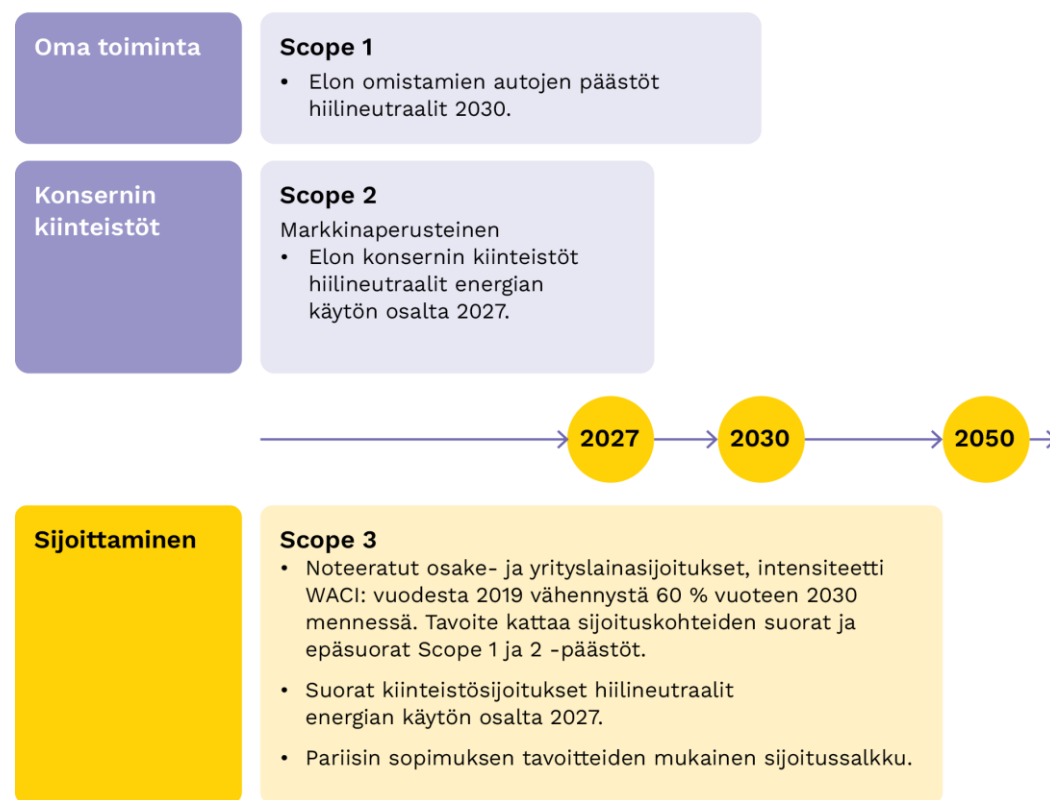 Oma toiminta
Scope 1
• Elon omistamien autojen päästöt
hiilineutraalit 2030.
Konsernin
kiinteistöt
Scope 2
Markkinaperusteinen
• Elon konsernin kiinteistöt
hiilineutraalit energian
käytön osalta 2027.
2027
2030
2050
Sijoittaminen
Scope 3
• Noteeratut osake- ja yrityslainasijoitukset, intensiteetti
WACI: vuodesta 2019 vähennystä 60 % vuoteen 2030
mennessä. Tavoite kattaa sijoituskohteiden suorat ja
epäsuorat Scope 1 ja 2 -päästöt.
• Suorat kiinteistösijoitukset hiilineutraalit
energian käytön osalta 2027.
• Pariisin sopimuksen tavoitteiden mukainen sijoitussalkku.